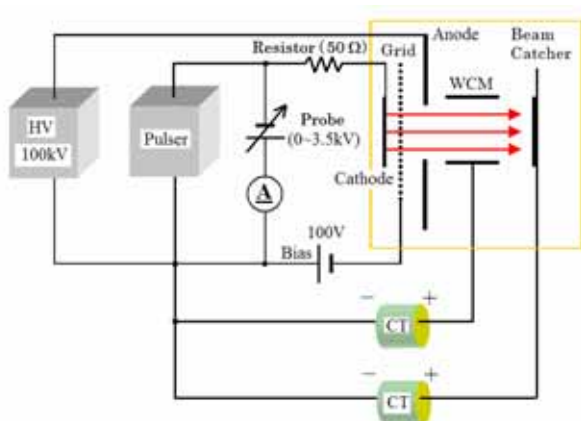 Anode
Beam
Catcher
Resistor (50 Ω)
Grid
WCM
HV
100kV
Pulser
Probe
(0~3.5kV)
Cathode
A
100V
Bias
− +
CT
− +
CT